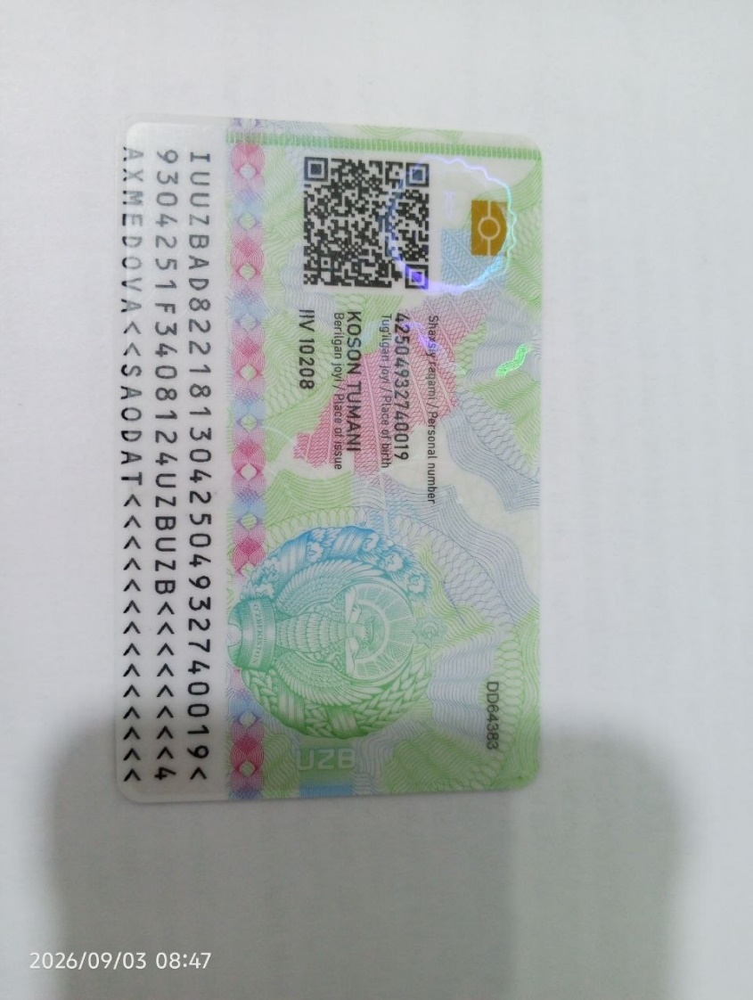 DD64383
Shaxsiy raqami / Personal number
42504932740019
Tug'ilgan joyi / Place of birth
KOSON TUMANI
Berilgan joyi / Place of issue
IIV 10208
UZB
IUUZBAD8221813042504932740019<
9304251F3408124UZBUZB<<<<<<<<4
AXMEDOVA<<SAODAT<<<<<<<<<<<<<<
2026/09/03 08:47